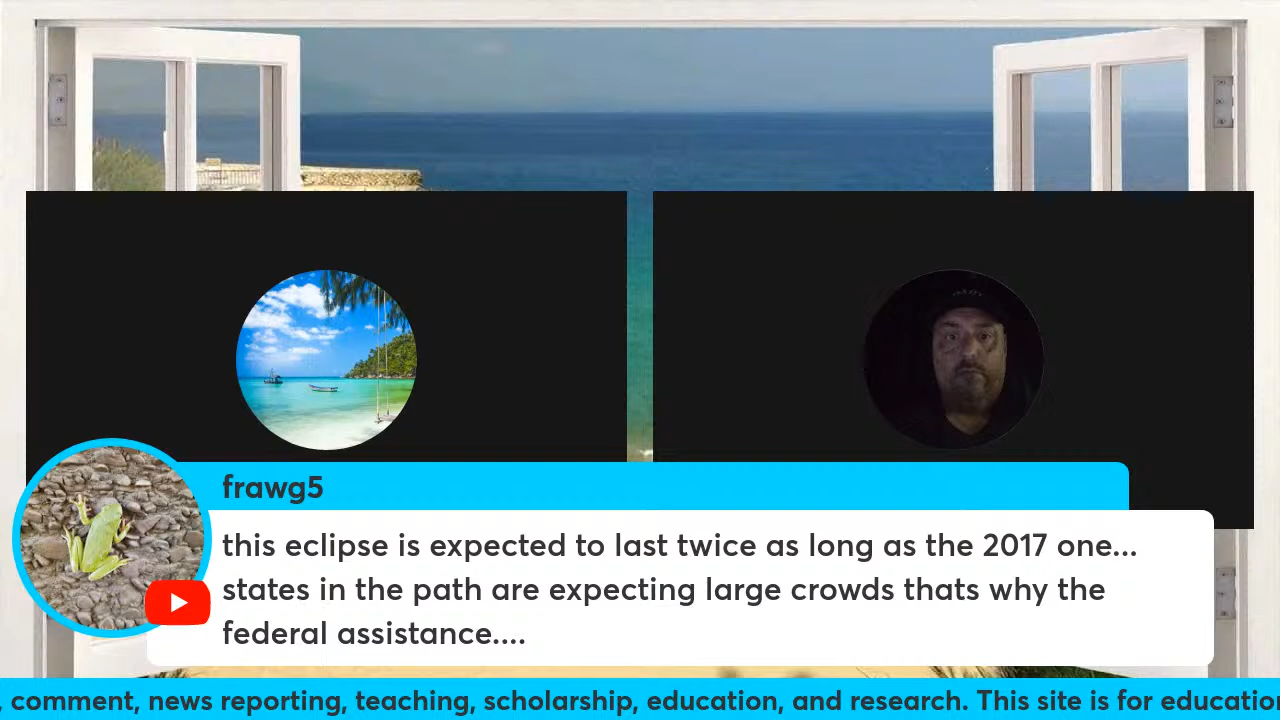 frawg5
this eclipse is expected to last twice as long as the 2017 one...
states in the path are expecting large crowds thats why the
federal assistance....
, comment, news reporting, teaching, scholarship, education, and research. This site is for education